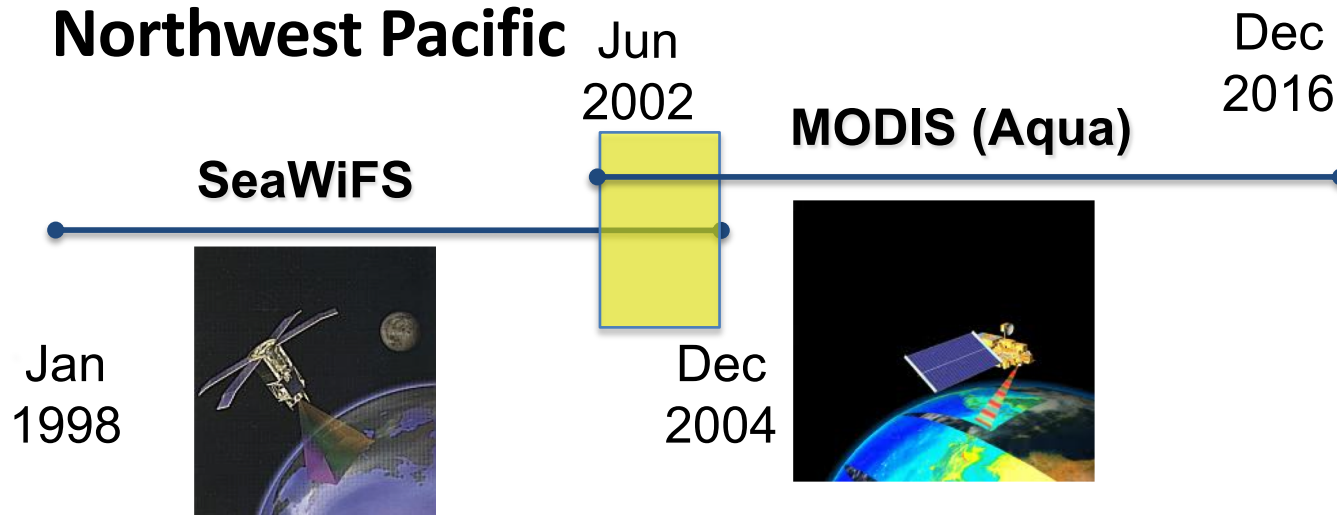 Northwest Pacific
Jun
2002
Dec
2016
MODIS (Aqua)
SeaWiFS
Jan
1998
Dec
2004